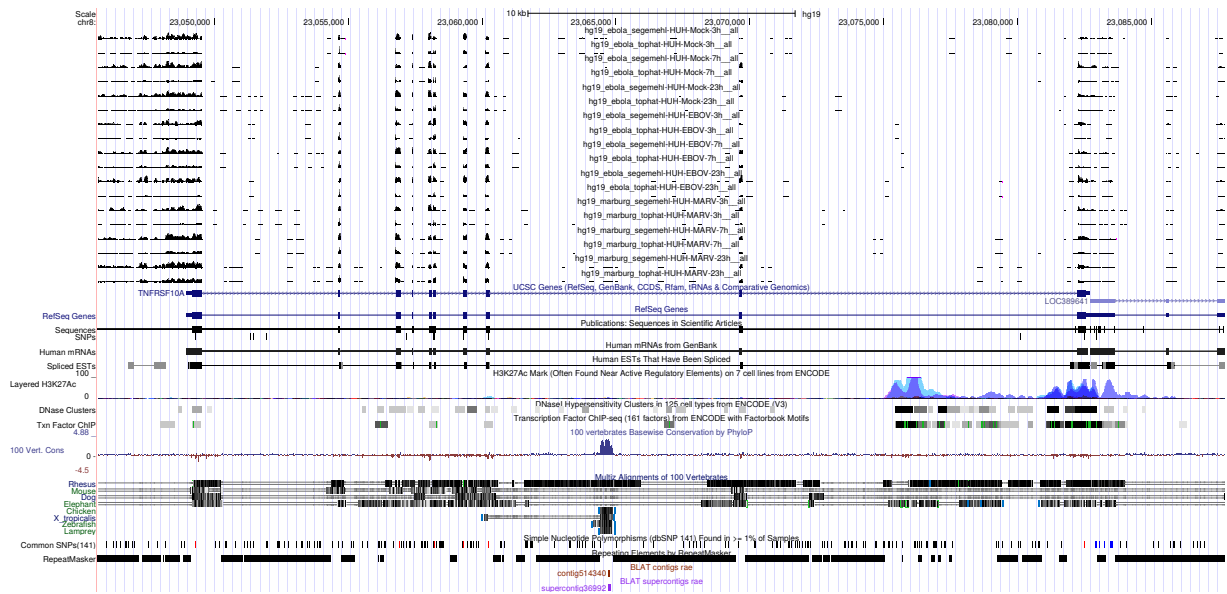 Scale 10 kb hg19
chr8: 23,050,000 23,055,000 23,060,000 23,065,000 23,070,000 23,075,000 23,080,000 23,085,000
hg19_ebola_segemehl-HUH-Mock-3h__all
hg19_ebola_tophat-HUH-Mock-3h__all
hg19_ebola_segemehl-HUH-Mock-7h__all
hg19_ebola_tophat-HUH-Mock-7h__all
hg19_ebola_segemehl-HUH-Mock-23h__all
hg19_ebola_tophat-HUH-Mock-23h__all
hg19_ebola_segemehl-HUH-EBOV-3h__all
hg19_ebola_tophat-HUH-EBOV-3h__all
hg19_ebola_segemehl-HUH-EBOV-7h__all
hg19_ebola_tophat-HUH-EBOV-7h__all
hg19_ebola_segemehl-HUH-EBOV-23h__all
hg19_ebola_tophat-HUH-EBOV-23h__all
hg19_marburg_segemehl-HUH-MARV-3h__all
hg19_marburg_tophat-HUH-MARV-3h__all
hg19_marburg_segemehl-HUH-MARV-7h__all
hg19_marburg_tophat-HUH-MARV-7h__all
hg19_marburg_segemehl-HUH-MARV-23h__all
hg19_marburg_tophat-HUH-MARV-23h__all
UCSC Genes (RefSeq, GenBank, CCDS, Rfam, tRNAs & Comparative Genomics)
TNFRSF10A
LOC389641
RefSeq Genes
RefSeq Genes
Publications: Sequences in Scientific Articles
Sequences
SNPs
Human mRNAs from GenBank
Human mRNAs
Human ESTs That Have Been Spliced
Spliced ESTs
100 H3K27Ac Mark (Often Found Near Active Regulatory Elements) on 7 cell lines from ENCODE
Layered H3K27Ac
0
DNaseI Hypersensitivity Clusters in 125 cell types from ENCODE (V3)
DNase Clusters
Transcription Factor ChIP-seq (161 factors) from ENCODE with Factorbook Motifs
Txn Factor ChIP
4.88 100 vertebrates Basewise Conservation by PhyloP
100 Vert. Cons
0 -
-4.5
Multiz Alignments of 100 Vertebrates
Rhesus
Mouse
Dog
Elephant
Chicken
X_tropicalis
Zebrafish
Lamprey
Simple Nucleotide Polymorphisms (dbSNP 141) Found in >= 1% of Samples
Common SNPs(141)
Repeating Elements by RepeatMasker
RepeatMasker
BLAT contigs rae
contig514340
BLAT supercontigs rae
supercontig36992